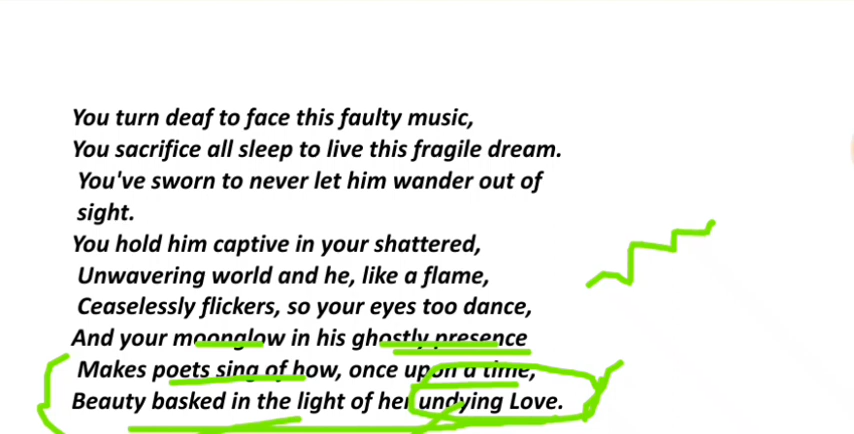 You turn deaf to face this faulty music,
You sacrifice all sleep to live this fragile dream.
You've sworn to never let him wander out of
sight.
You hold him captive in your shattered,
Unwavering world and he, like a flame,
Ceaselessly flickers, so your eyes too dance,
And your moonglow in his ghostly presence
Makes poets sing of how, once upon a time,
Beauty basked in the light of her undying Love.